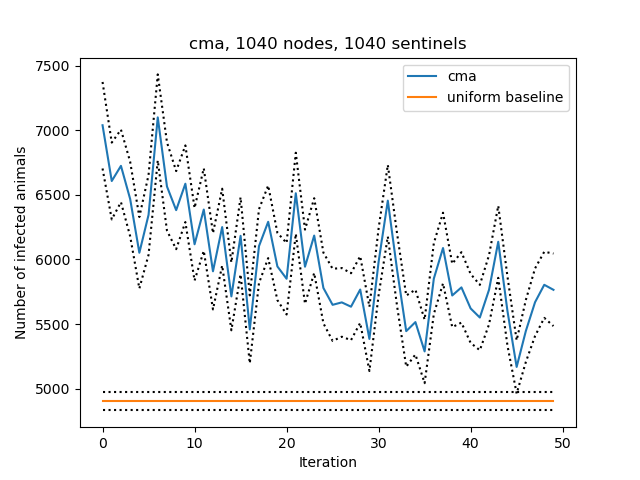 cma, 1040 nodes, 1040 sentinels
cma
uniform baseline
Number of infected animals
7500
7000
6500
6000
5500
5000
0 10 20 30 40 50
Iteration